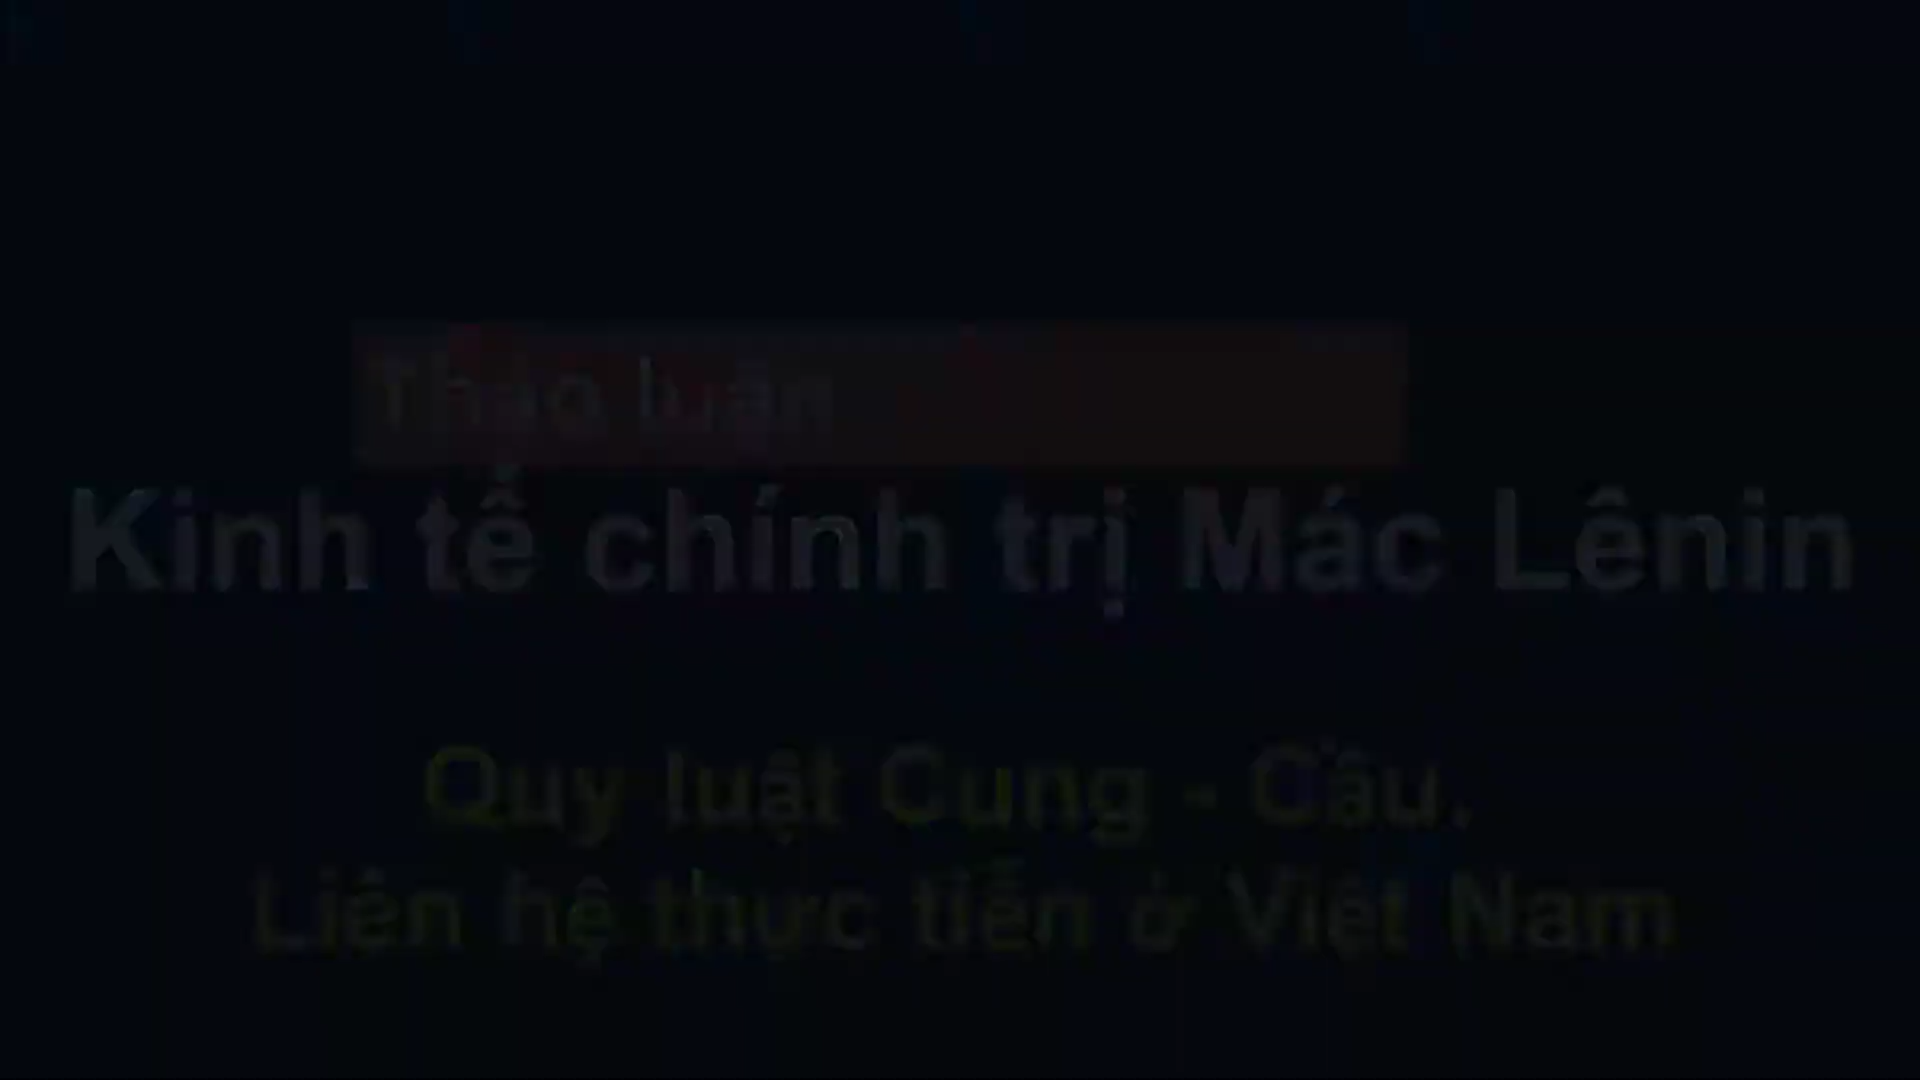 Thảo luận
Kinh tế chính trị Mác Lênin
Quy luật Cung - Cầu.
Liên hệ thực tiễn ở Việt Nam